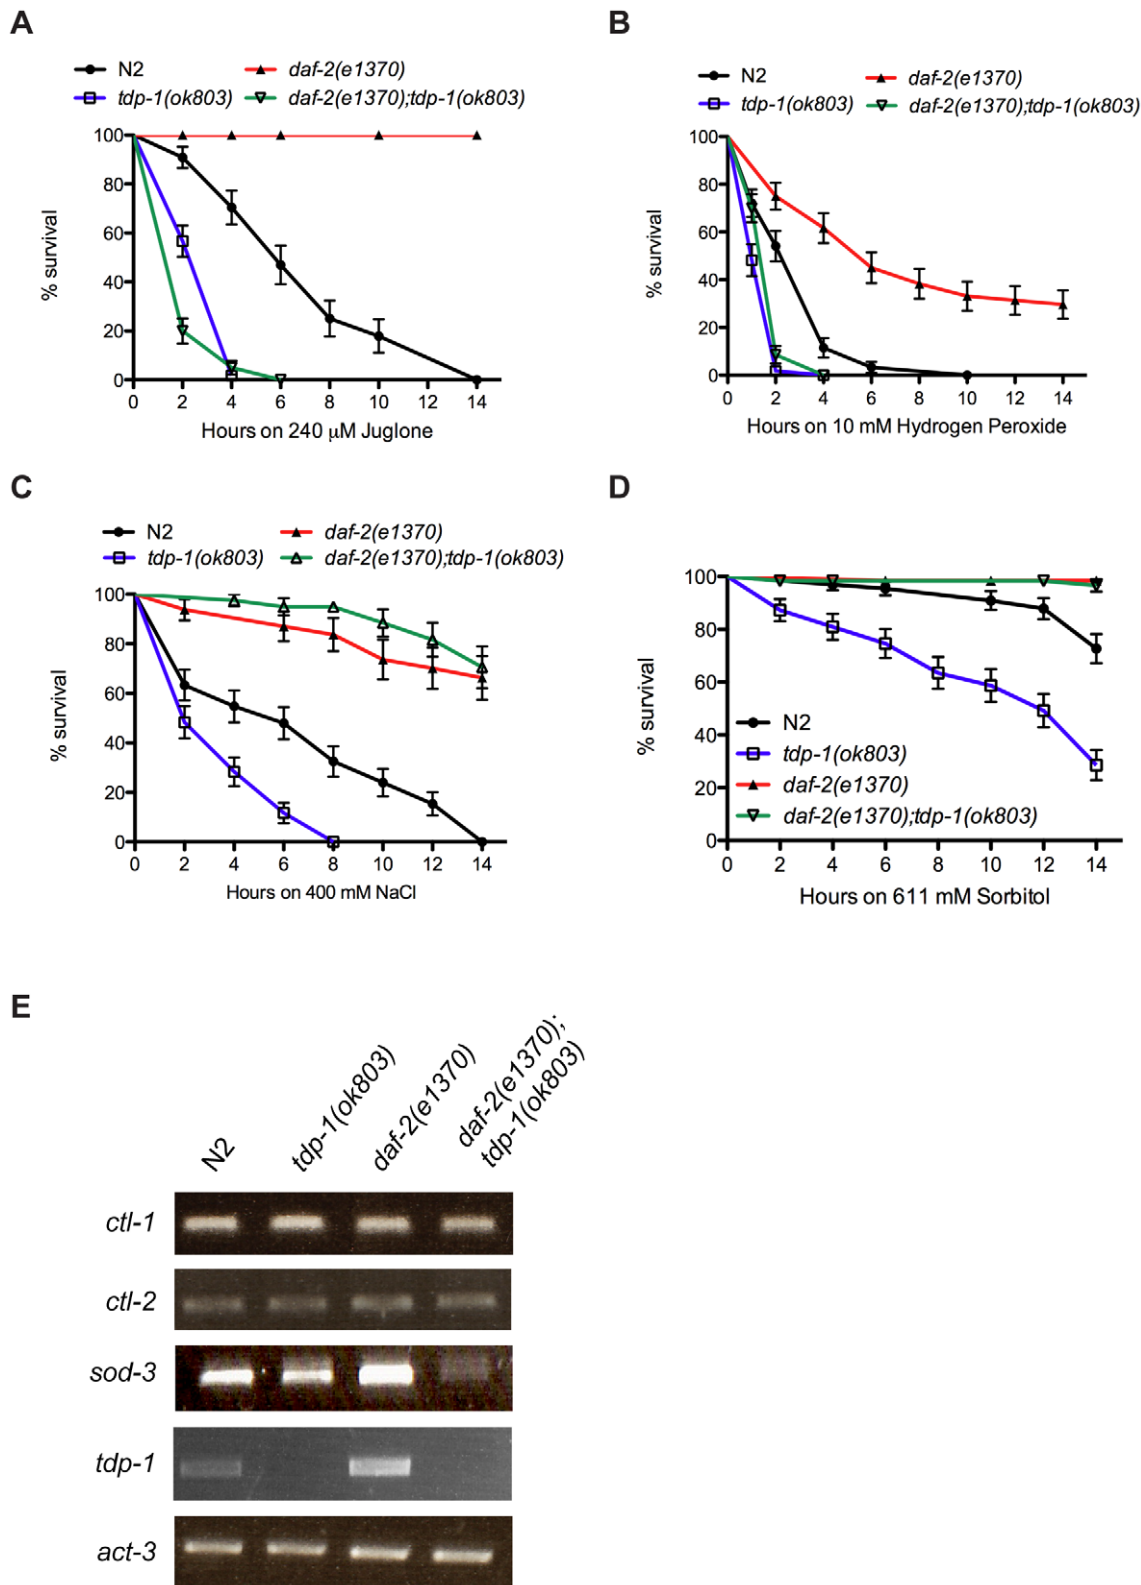 A
N2
daf-2(e1370)
tdp-1(ok803)
daf-2(e1370);tdp-1(ok803)
100
80
60
40
20
0
% survival
0 2 4 6 8 10 12 14
Hours on 240 µM Juglone
B
N2
daf-2(e1370)
tdp-1(ok803)
daf-2(e1370);tdp-1(ok803)
100
80
60
40
20
0
% survival
0 2 4 6 8 10 12 14
Hours on 10 mM Hydrogen Peroxide
C
N2
daf-2(e1370)
tdp-1(ok803)
daf-2(e1370);tdp-1(ok803)
100
80
60
40
20
0
% survival
0 2 4 6 8 10 12 14
Hours on 400 mM NaCl
D
100
80
60
40
20
0
% survival
N2
tdp-1(ok803)
daf-2(e1370)
daf-2(e1370);tdp-1(ok803)
0 2 4 6 8 10 12 14
Hours on 611 mM Sorbitol
E
N2
tdp-1(ok803)
daf-2(e1370)
daf-2(e1370);
tdp-1(ok803)
ctl-1
ctl-2
sod-3
tdp-1
act-3